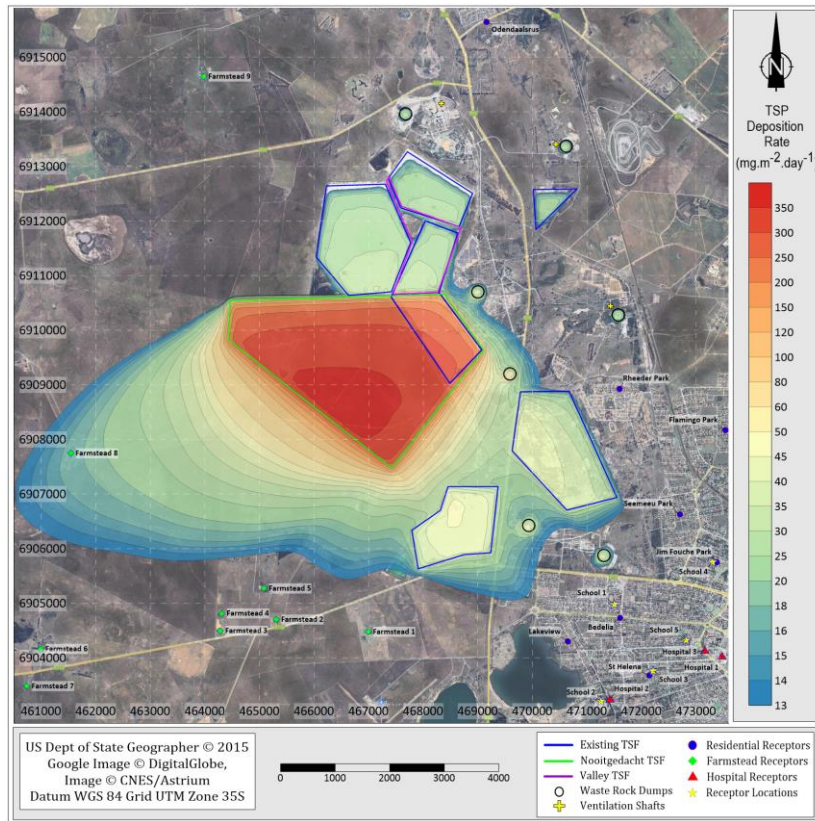 Odendaalsrus
6915000
Farmstead 9
6914000
6913000
6912000
6911000
6910000
6909000
Rheeder Park
6908000
Flamingo Park
Farmstead 8
6907000
Seemeeu Park
6906000
Jim Fouche Park
School 4
Farmstead 5
6905000
School 1
Farmstead 4
Farmstead 2
Bedelia
Farmstead 3
Farmstead 1
Lakeview
School 5
6904000
Farmstead 6
Hospital 3
St Helena
Hospital 1
School 3
Farmstead 7
School 2
Hospital 2
461000 462000 463000 464000 465000 466000 467000 468000 469000 470000 471000 472000 473000
N
TSP
Deposition
Rate
(mg.m-2.day-1)
350
300
200
150
120
100
80
60
50
45
40
35
30
25
20
18
16
14
13
US Dept of State Geographer © 2015
Google Image © DigitalGlobe,
Image © CNES/Astrium
Datum WGS 84 Grid UTM Zone 35S
0 1000 2000 3000 4000
Existing TSF
Nooitgedacht TSF
Valley TSF
Waste Rock Dumps
Ventilation Shafts
Residential Receptors
Farmstead Receptors
Hospital Receptors
Receptor Locations